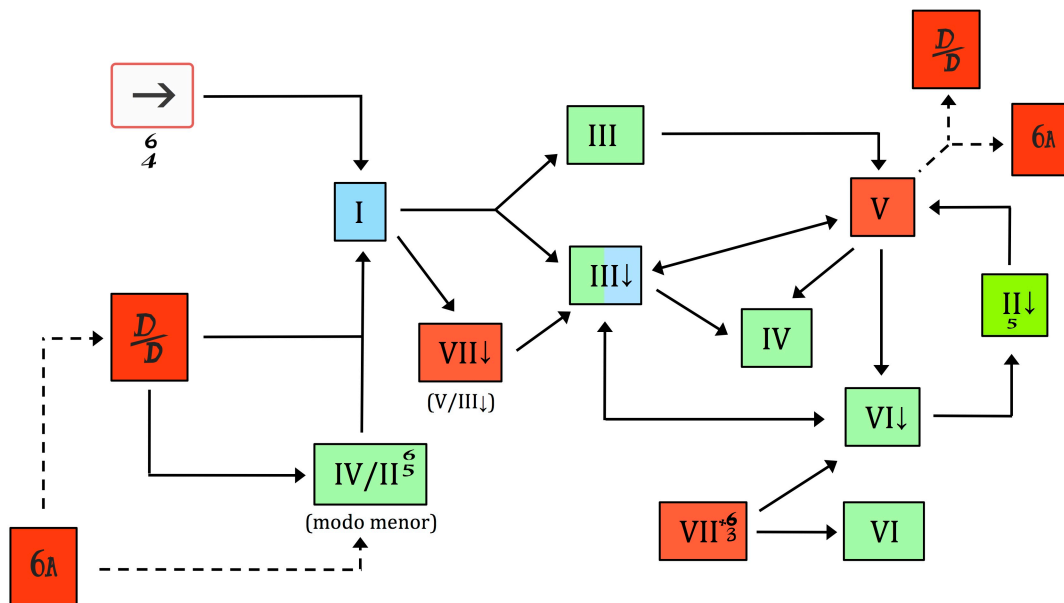 D/D
6A
→
6
4
III
I
V
III↓
II↓
5
D/D
IV
VII↓
(V/III↓)
VI↓
IV/II 6 5
(modo menor)
VII +6 3
VI
6A